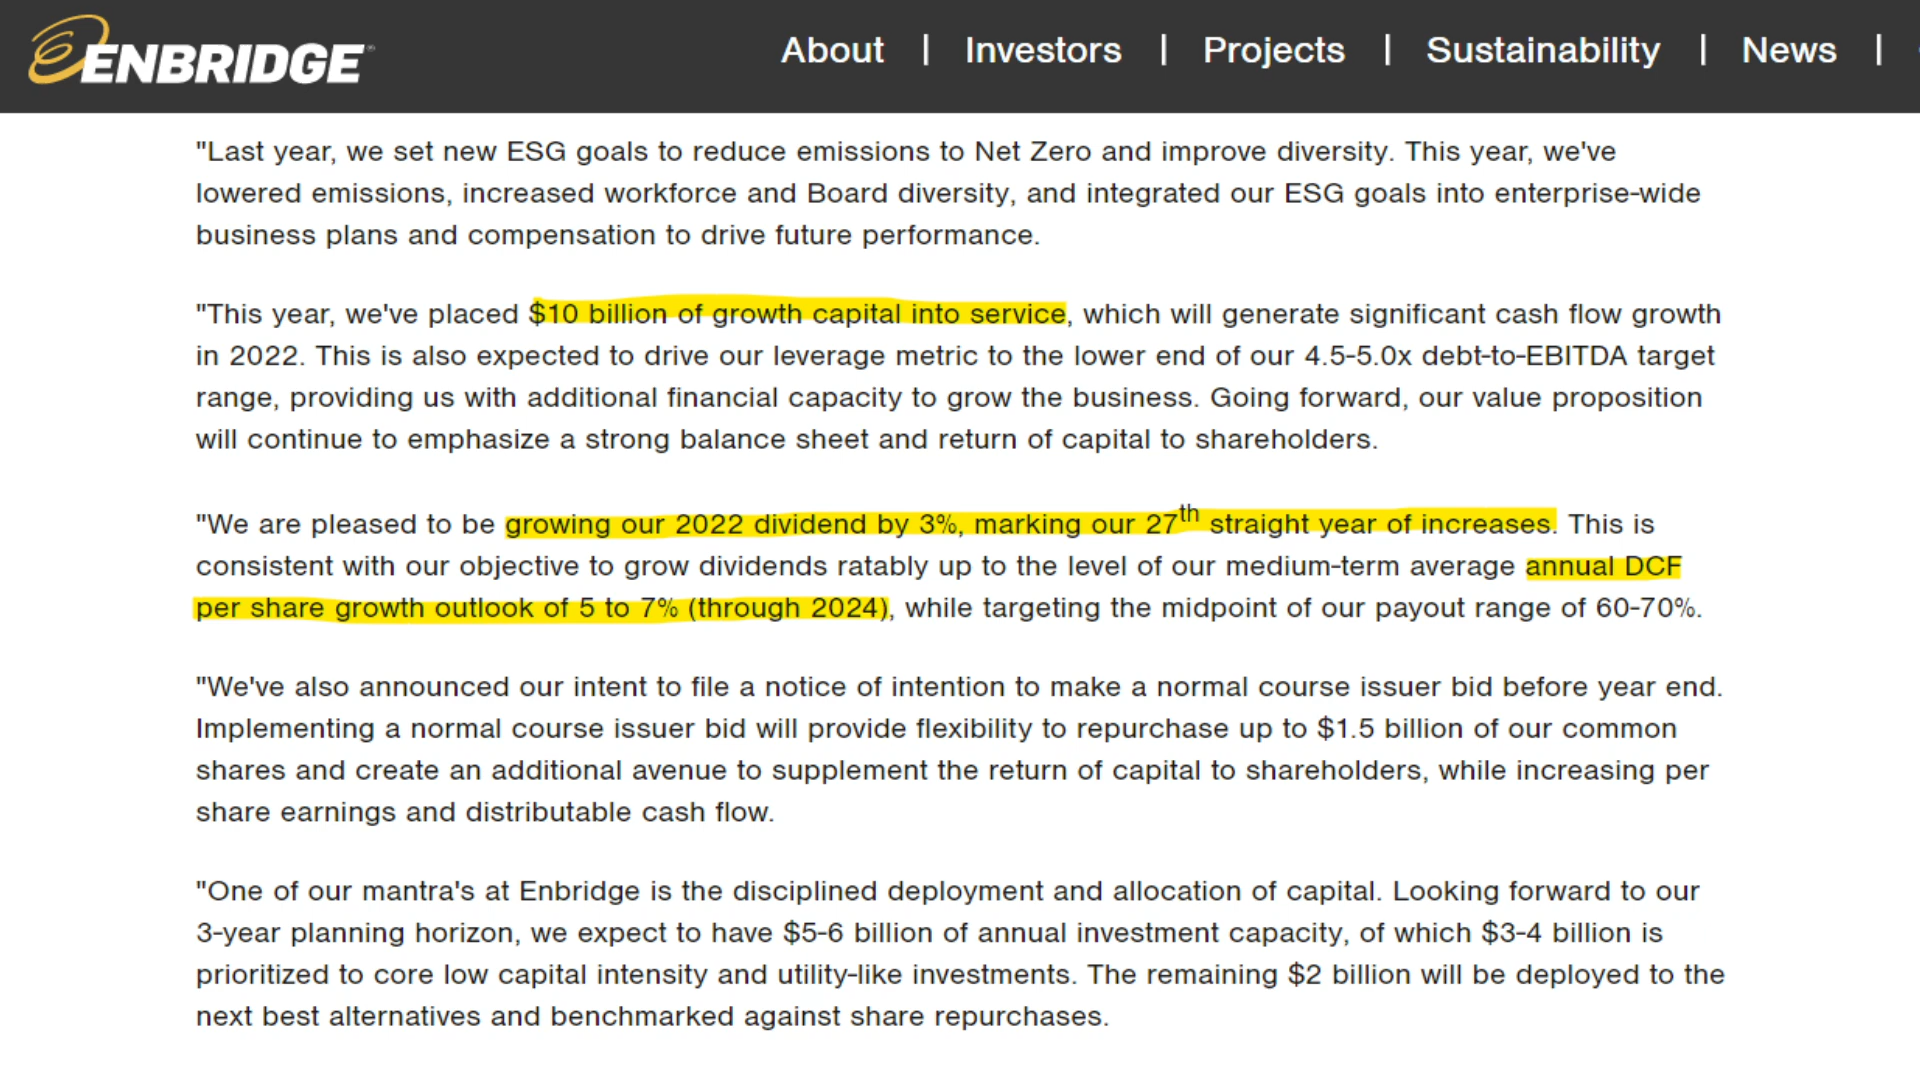 ENBRIDGE
About | Investors | Projects | Sustainability | News |
"Last year, we set new ESG goals to reduce emissions to Net Zero and improve diversity. This year, we've
lowered emissions, increased workforce and Board diversity, and integrated our ESG goals into enterprise-wide
business plans and compensation to drive future performance.
"This year, we've placed $10 billion of growth capital into service, which will generate significant cash flow growth
in 2022. This is also expected to drive our leverage metric to the lower end of our 4.5-5.0x debt-to-EBITDA target
range, providing us with additional financial capacity to grow the business. Going forward, our value proposition
will continue to emphasize a strong balance sheet and return of capital to shareholders.
"We are pleased to be growing our 2022 dividend by 3%, marking our 27th straight year of increases. This is
consistent with our objective to grow dividends ratably up to the level of our medium-term average annual DCF
per share growth outlook of 5 to 7% (through 2024), while targeting the midpoint of our payout range of 60-70%.
"We've also announced our intent to file a notice of intention to make a normal course issuer bid before year end.
Implementing a normal course issuer bid will provide flexibility to repurchase up to $1.5 billion of our common
shares and create an additional avenue to supplement the return of capital to shareholders, while increasing per
share earnings and distributable cash flow.
"One of our mantra's at Enbridge is the disciplined deployment and allocation of capital. Looking forward to our
3-year planning horizon, we expect to have $5-6 billion of annual investment capacity, of which $3-4 billion is
prioritized to core low capital intensity and utility-like investments. The remaining $2 billion will be deployed to the
next best alternatives and benchmarked against share repurchases.